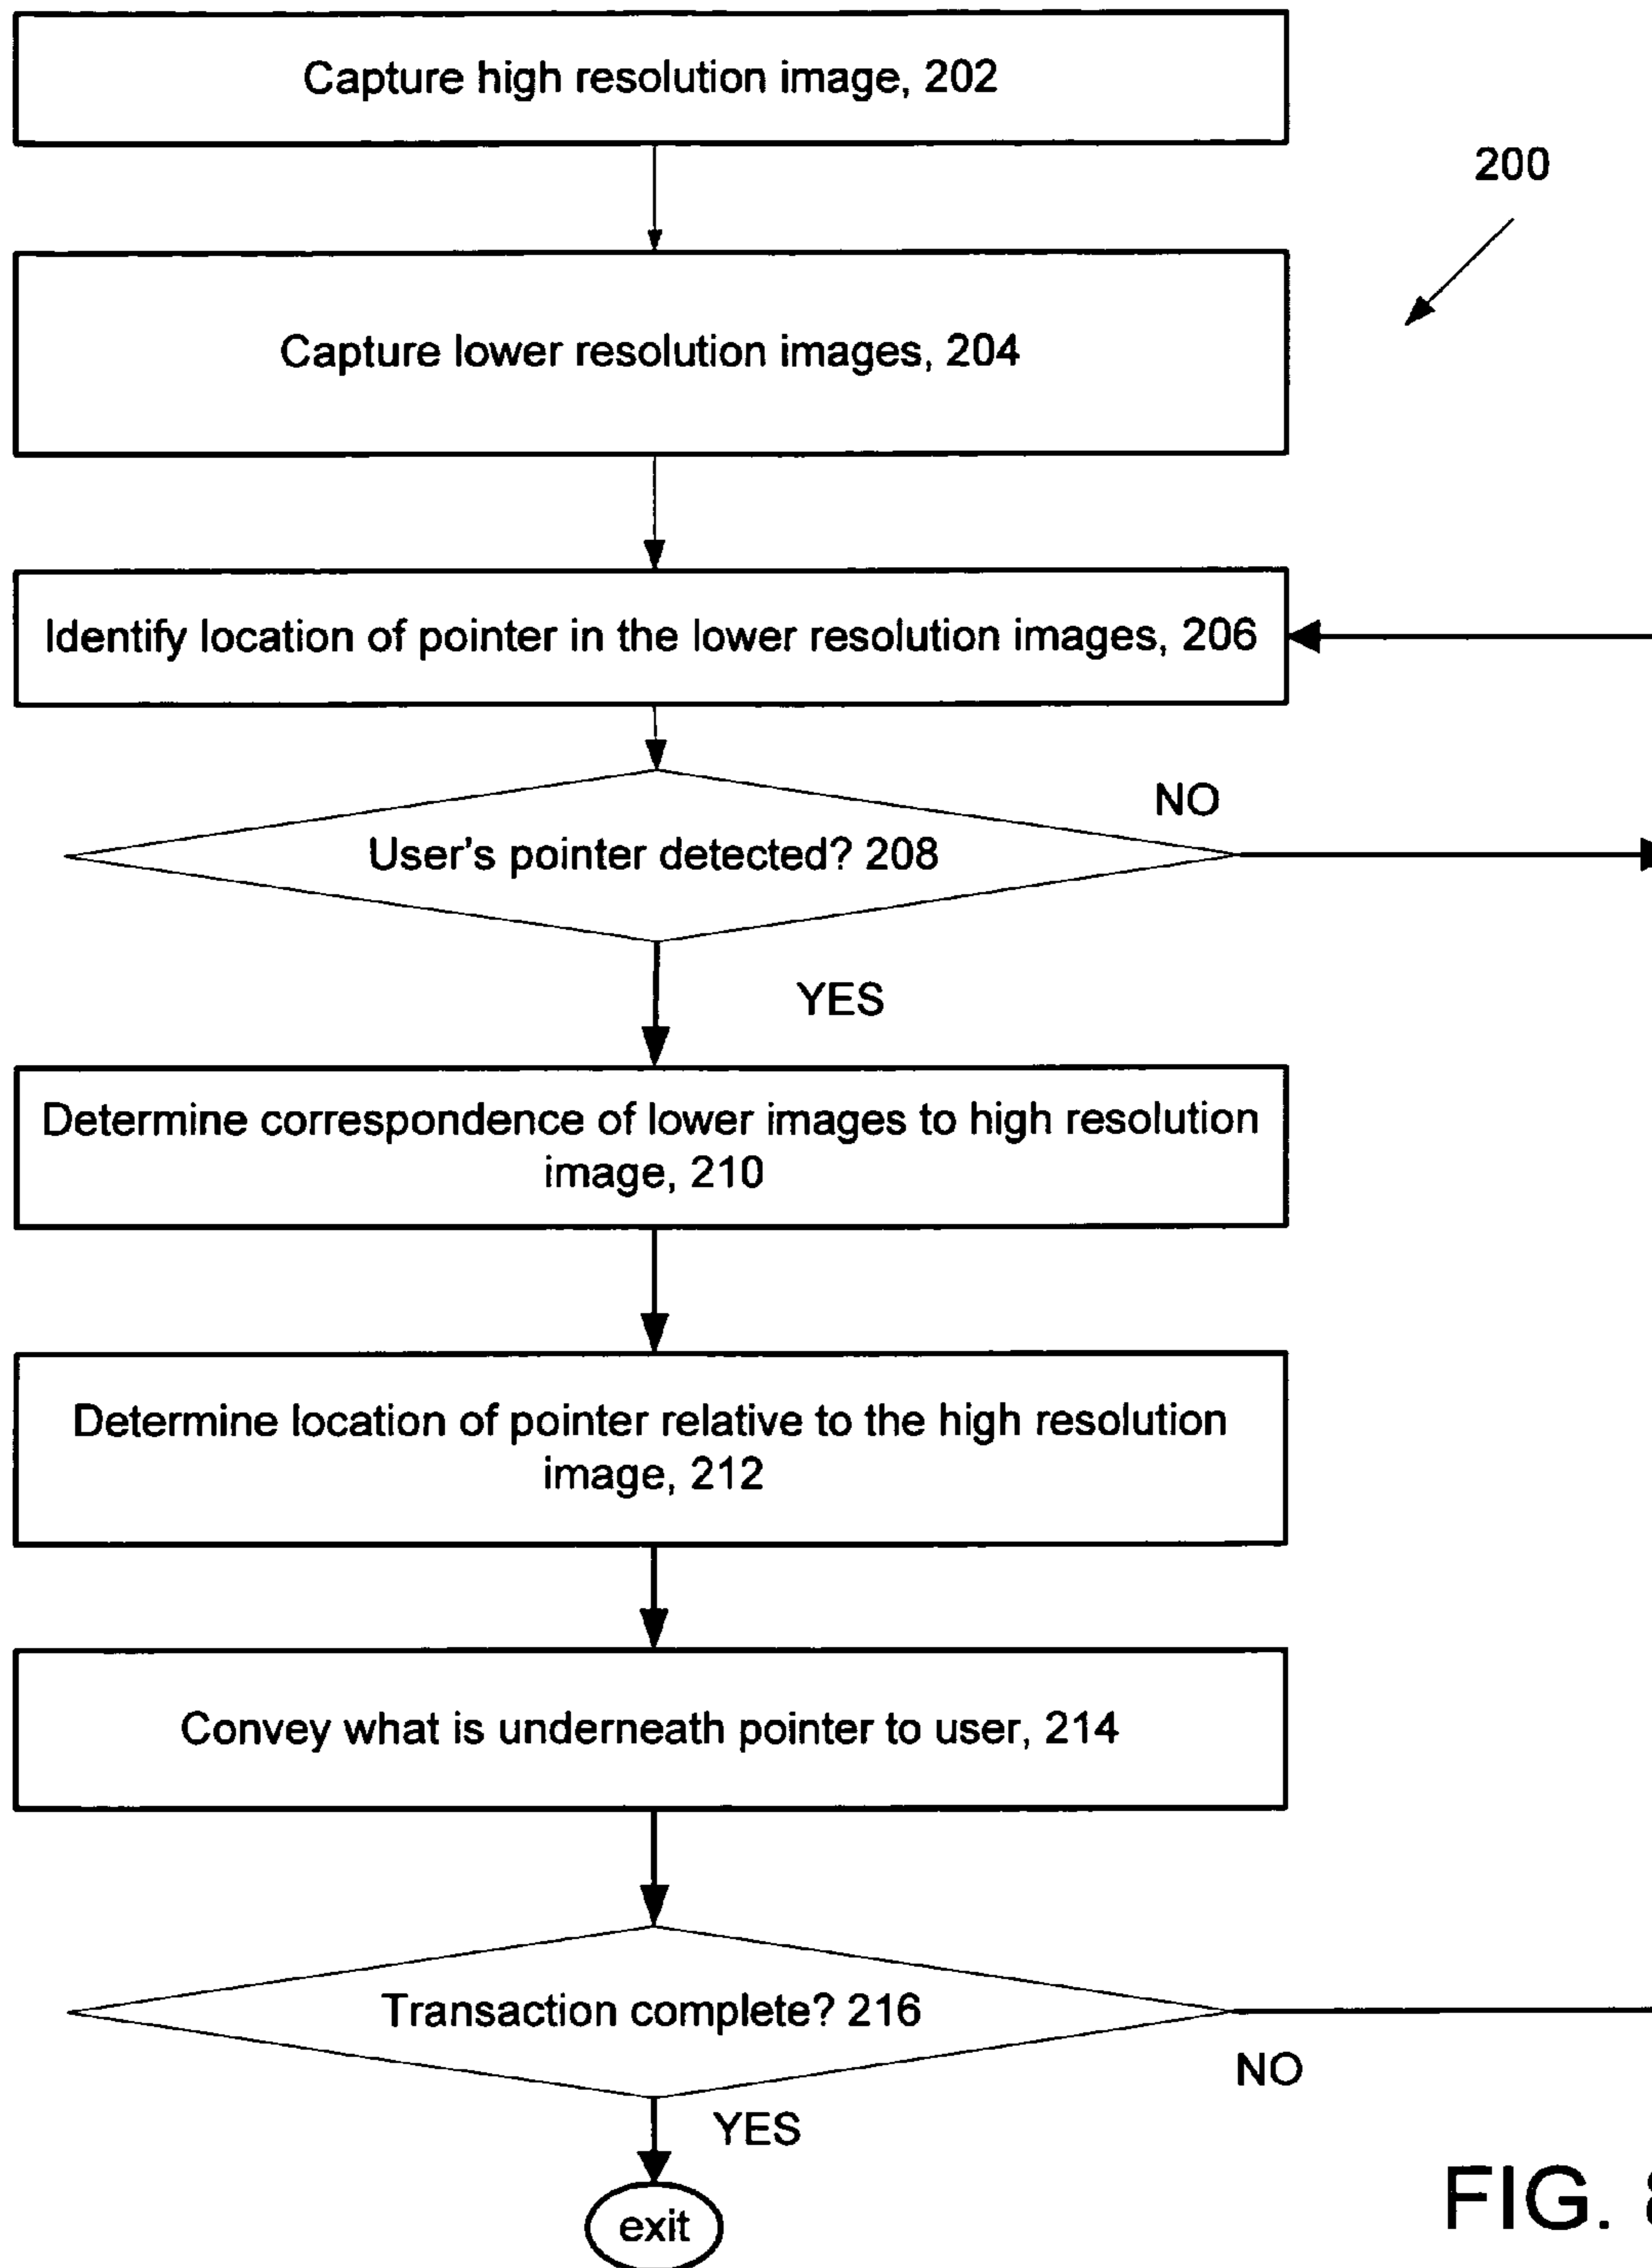 Capture high resolution image, 202
200
Capture lower resolution images, 204
Identify location of pointer in the lower resolution images, 206
NO
User's pointer detected? 208
YES
Determine correspondence of lower images to high resolution
image, 210
Determine location of pointer relative to the high resolution
image, 212
Convey what is underneath pointer to user, 214
Transaction complete? 216
NO
YES
exit
FIG. 8